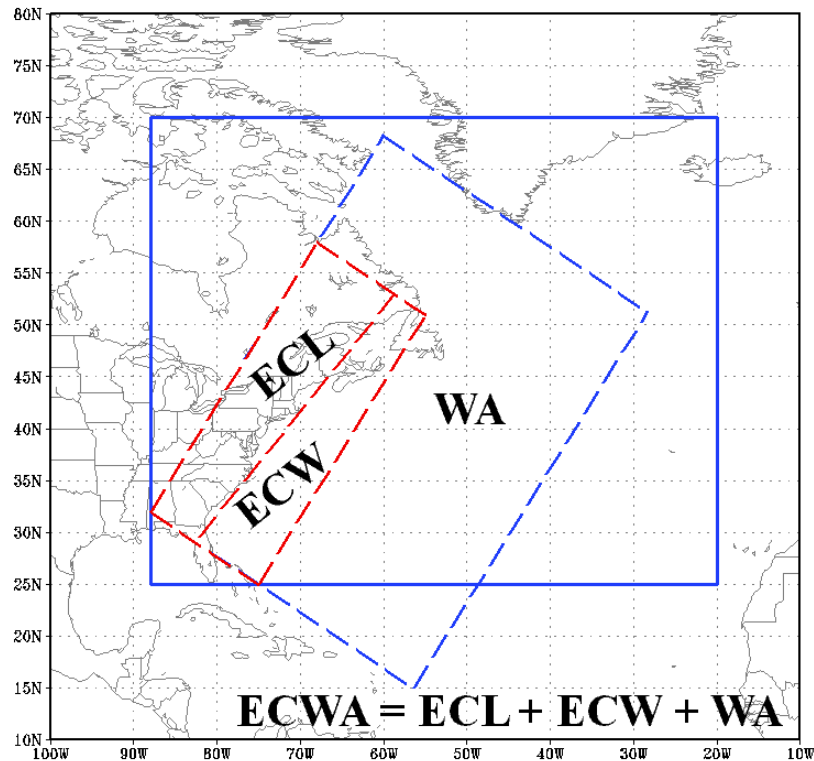 80N
75N
70N
65N
60N
55N
50N
45N
40N
35N
30N
25N
20N
15N
10N
ECL
WA
ECW
ECWA = ECL + ECW + WA
100W 90W 80W 70W 60W 50W 40W 30W 20W 10W